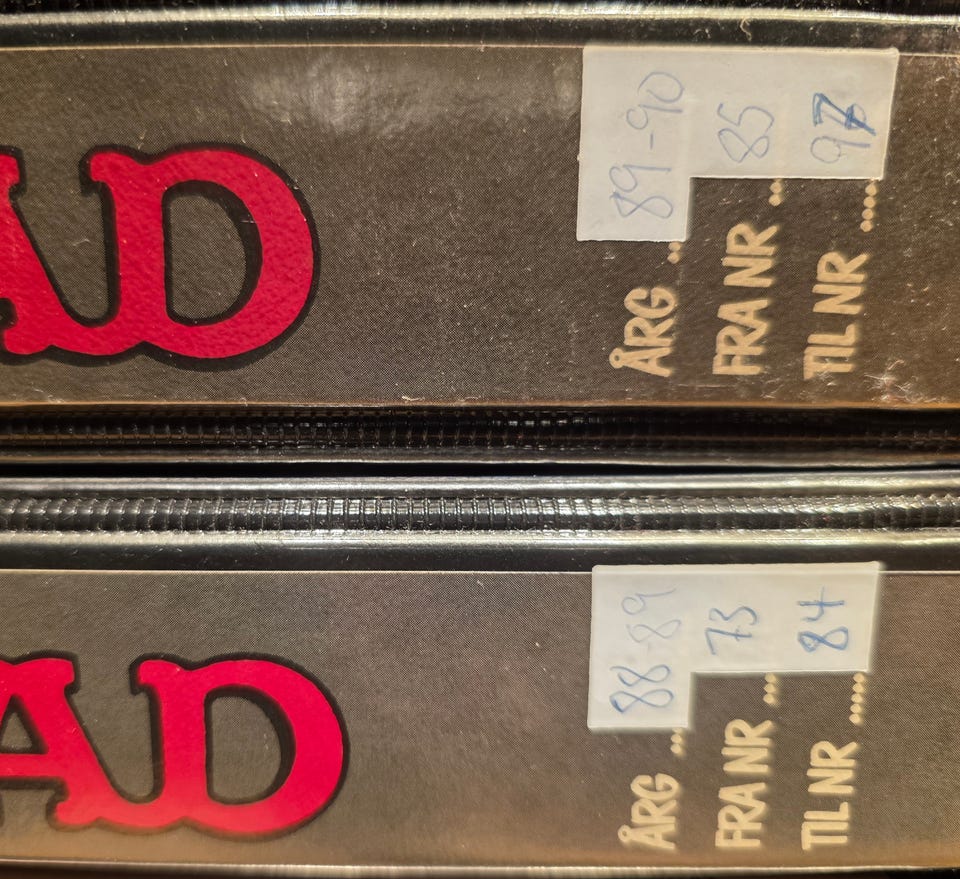 AD
ÅRG ... 89-90
FRA NR ... 85
TIL NR ..... 97
AD
ÅRG ... 88-89
FRA NR .... 73
TIL NR ...... 84